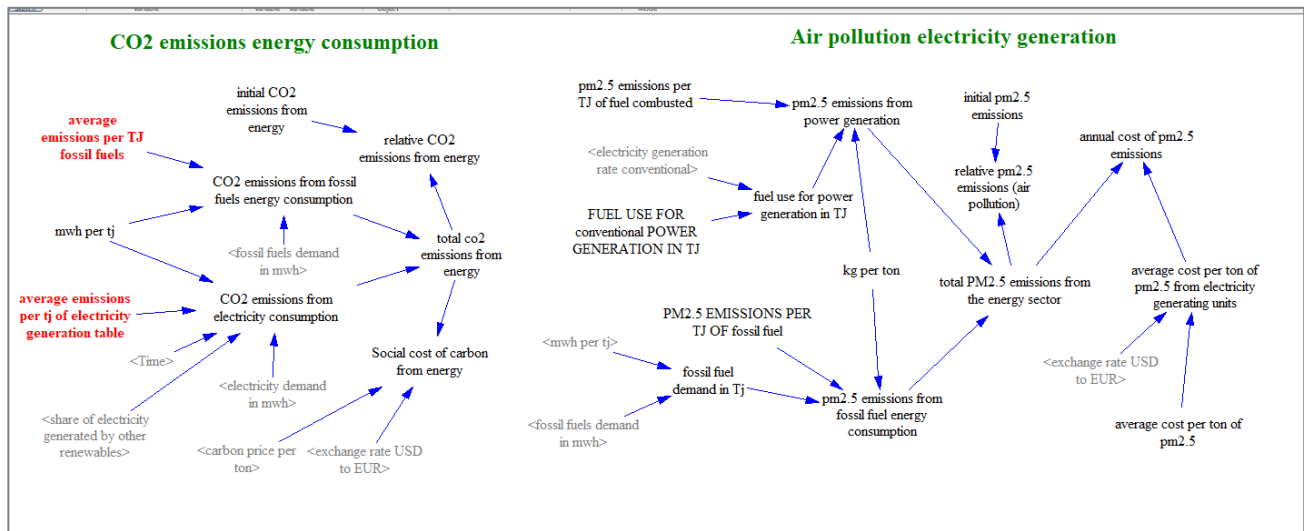 CO2 emissions energy consumption
initial CO2
emissions from
energy
average
emissions per TJ
fossil fuels
relative CO2
emissions from energy
CO2 emissions from fossil
fuels energy consumption
mwh per tj
<fossil fuels demand
in mwh>
total co2
emissions from
energy
average emissions
per tj of electricity
generation table
CO2 emissions from
electricity consumption
<Time>
<electricity demand
in mwh>
Social cost of carbon
from energy
<share of electricity
generated by other
renewables>
<carbon price per
ton>
<exchange rate USD
to EUR>
Air pollution electricity generation
pm2.5 emissions per
TJ of fuel combusted
pm2.5 emissions from
power generation
initial pm2.5
emissions
annual cost of pm2.5
emissions
<electricity generation
rate conventional>
fuel use for power
generation in TJ
relative pm2.5
emissions (air
pollution)
FUEL USE FOR
conventional POWER
GENERATION IN TJ
kg per ton
total PM2.5 emissions from
the energy sector
average cost per ton of
pm2.5 from electricity
generating units
PM2.5 EMISSIONS PER
TJ OF fossil fuel
<mwh per tj>
fossil fuel
demand in Tj
<exchange rate USD
to EUR>
<fossil fuels demand
in mwh>
pm2.5 emissions from
fossil fuel energy
consumption
average cost per ton of
pm2.5